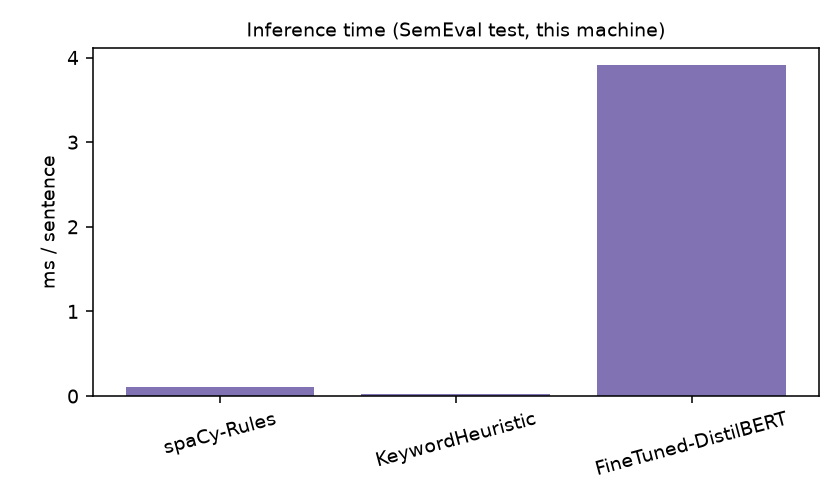 Inference time (SemEval test, this machine)
ms / sentence
4
3
2
1
0
spaCy-Rules
KeywordHeuristic
FineTuned-DistilBERT